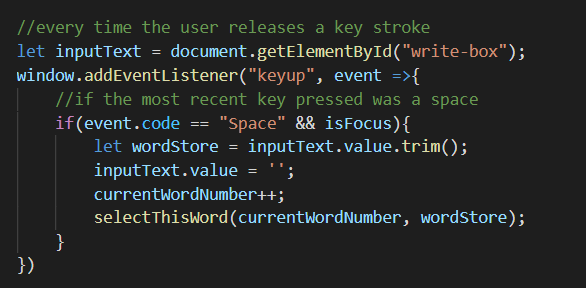 //every time the user releases a key stroke
let inputText = document.getElementById("write-box");
window.addEventListener("keyup", event =>{
    //if the most recent key pressed was a space
    if(event.code == "Space" && isFocus){
        let wordStore = inputText.value.trim();
        inputText.value = '';
        currentWordNumber++;
        selectThisWord(currentWordNumber, wordStore);
    }
})